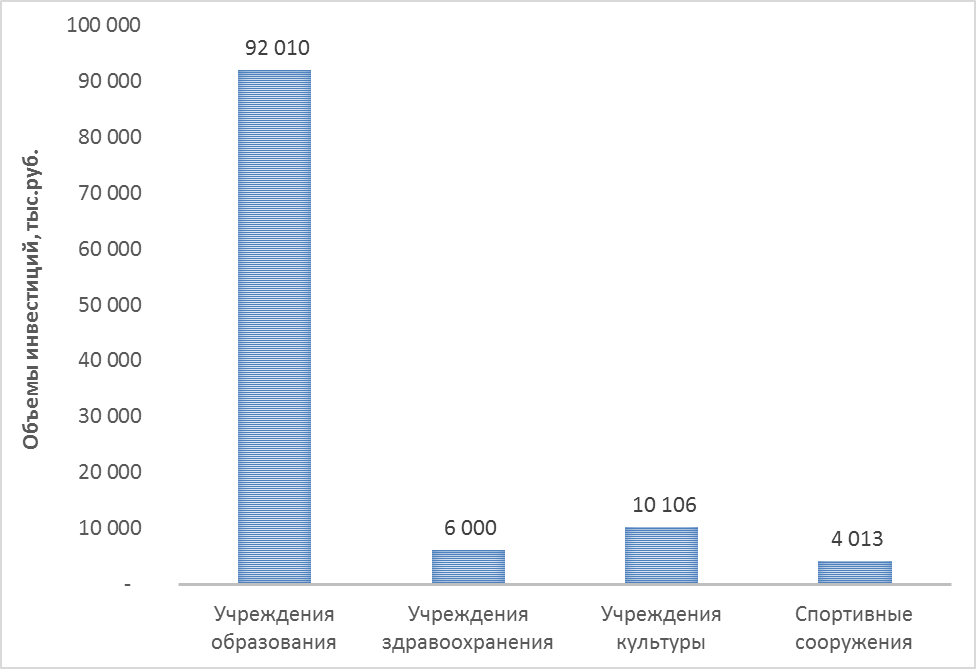 Объемы инвестиций, тыс.руб.
100 000
90 000
80 000
70 000
60 000
50 000
40 000
30 000
20 000
10 000
-
92 010
6 000
10 106
4 013
Учреждения
образования
Учреждения
здравоохранения
Учреждения
культуры
Спортивные
сооружения